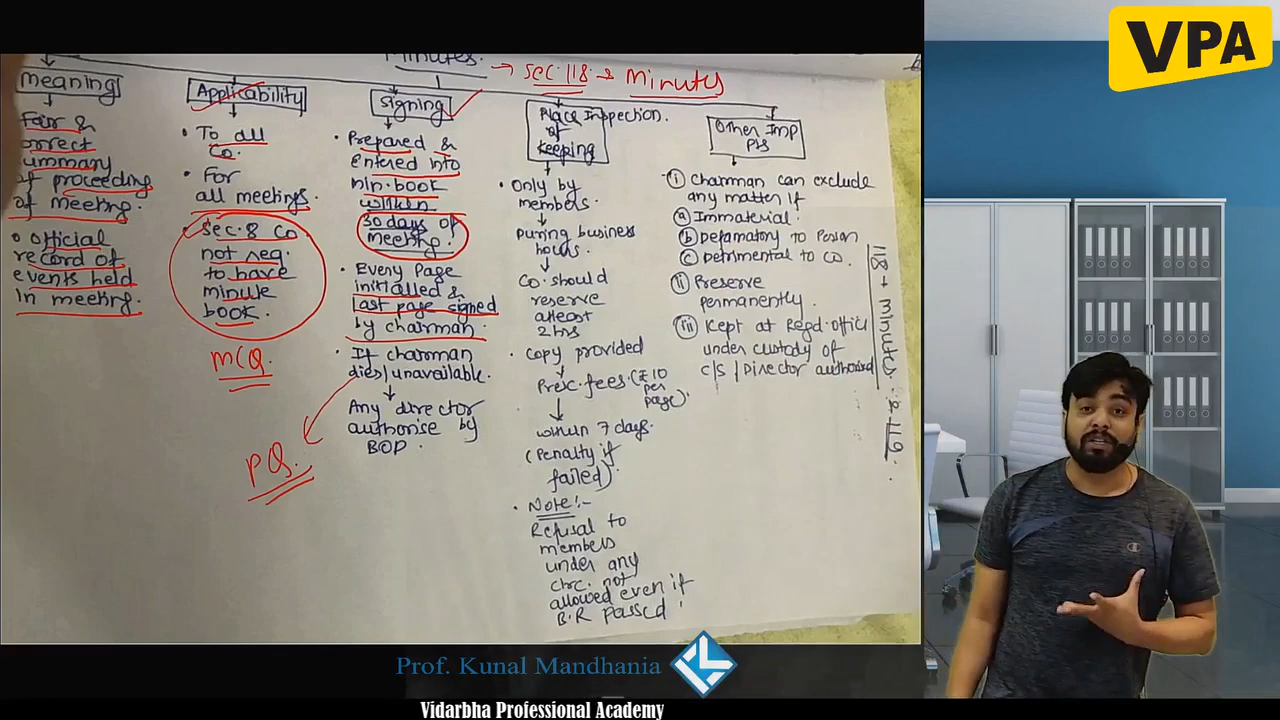 VPA
Minutes. → Sec. 118 → Minutes
Meaning
Fair &
orrect
ummary
of proceeding
of meeting.
• Official
record of
events held
in meeting.
Applicability
• To all
Co.
• For
all meetings.
• Sec. 8 Co
not req.
to have
minute
book.
MCQ.
Signing
• Prepared &
entered into
min. book
within
30 days of
meeting.
• Every Page
initialled &
last page signed
by chairman.
• If chairman
dies/unavailable.
Any director
authorise by
BOD.
PQ.
Place Inspection.
of
keeping
• Only by
members.
During business
hours.
Co. should
reserve
atleast
2 hrs
• Copy provided
Presc. fees (₹ 10
per
page).
within 7 days.
(Penalty if
failed)
• Note:-
Refusal to
members
under any
circ. not
allowed even if
B.R passed !
Other Imp
Pts
(i) Chairman can exclude
any matter if
(a) Immaterial!
(b) Defamatory to Person
(c) Detrimental to Co.
(ii) Preserve
permanently.
(iii) Kept at Regd. office
under custody of
C/S / Director authorised
118 → Minutes. & 119.
Prof. Kunal Mandhania
Vidarbha Professional Academy